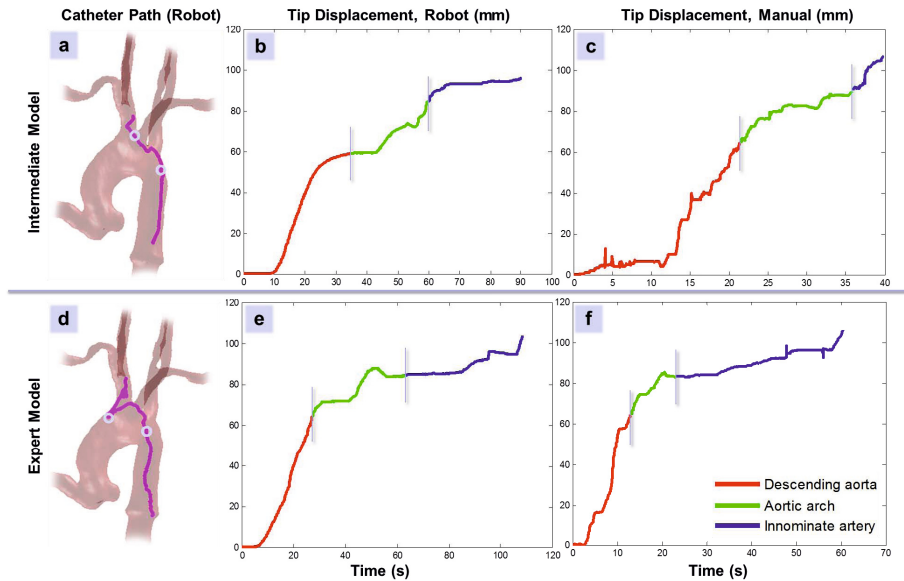 Catheter Path (Robot)
Tip Displacement, Robot (mm)
Tip Displacement, Manual (mm)
Intermediate Model
a
b
120
100
80
60
40
20
0
0 10 20 30 40 50 60 70 80 90 100
c
120
100
80
60
40
20
0
0 5 10 15 20 25 30 35 40
Expert Model
d
e
120
100
80
60
40
20
0
0 20 40 60 80 100 120
f
120
100
80
60
40
20
0
0 10 20 30 40 50 60 70
Descending aorta
Aortic arch
Innominate artery
Time (s)
Time (s)